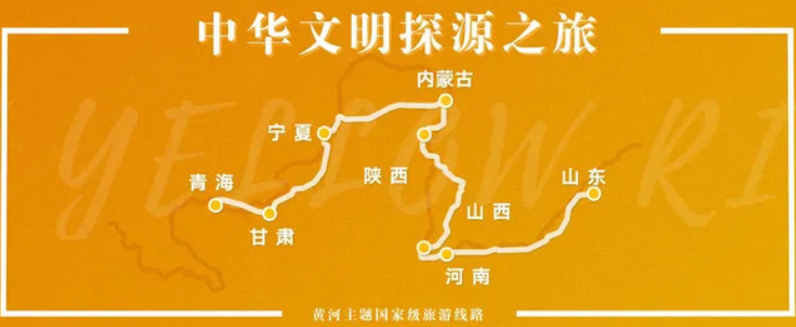 中华文明探源之旅
内蒙古
宁夏
陕西
青海
山东
山西
甘肃
河南
YELLOW RI
黄河主题国家级旅游线路